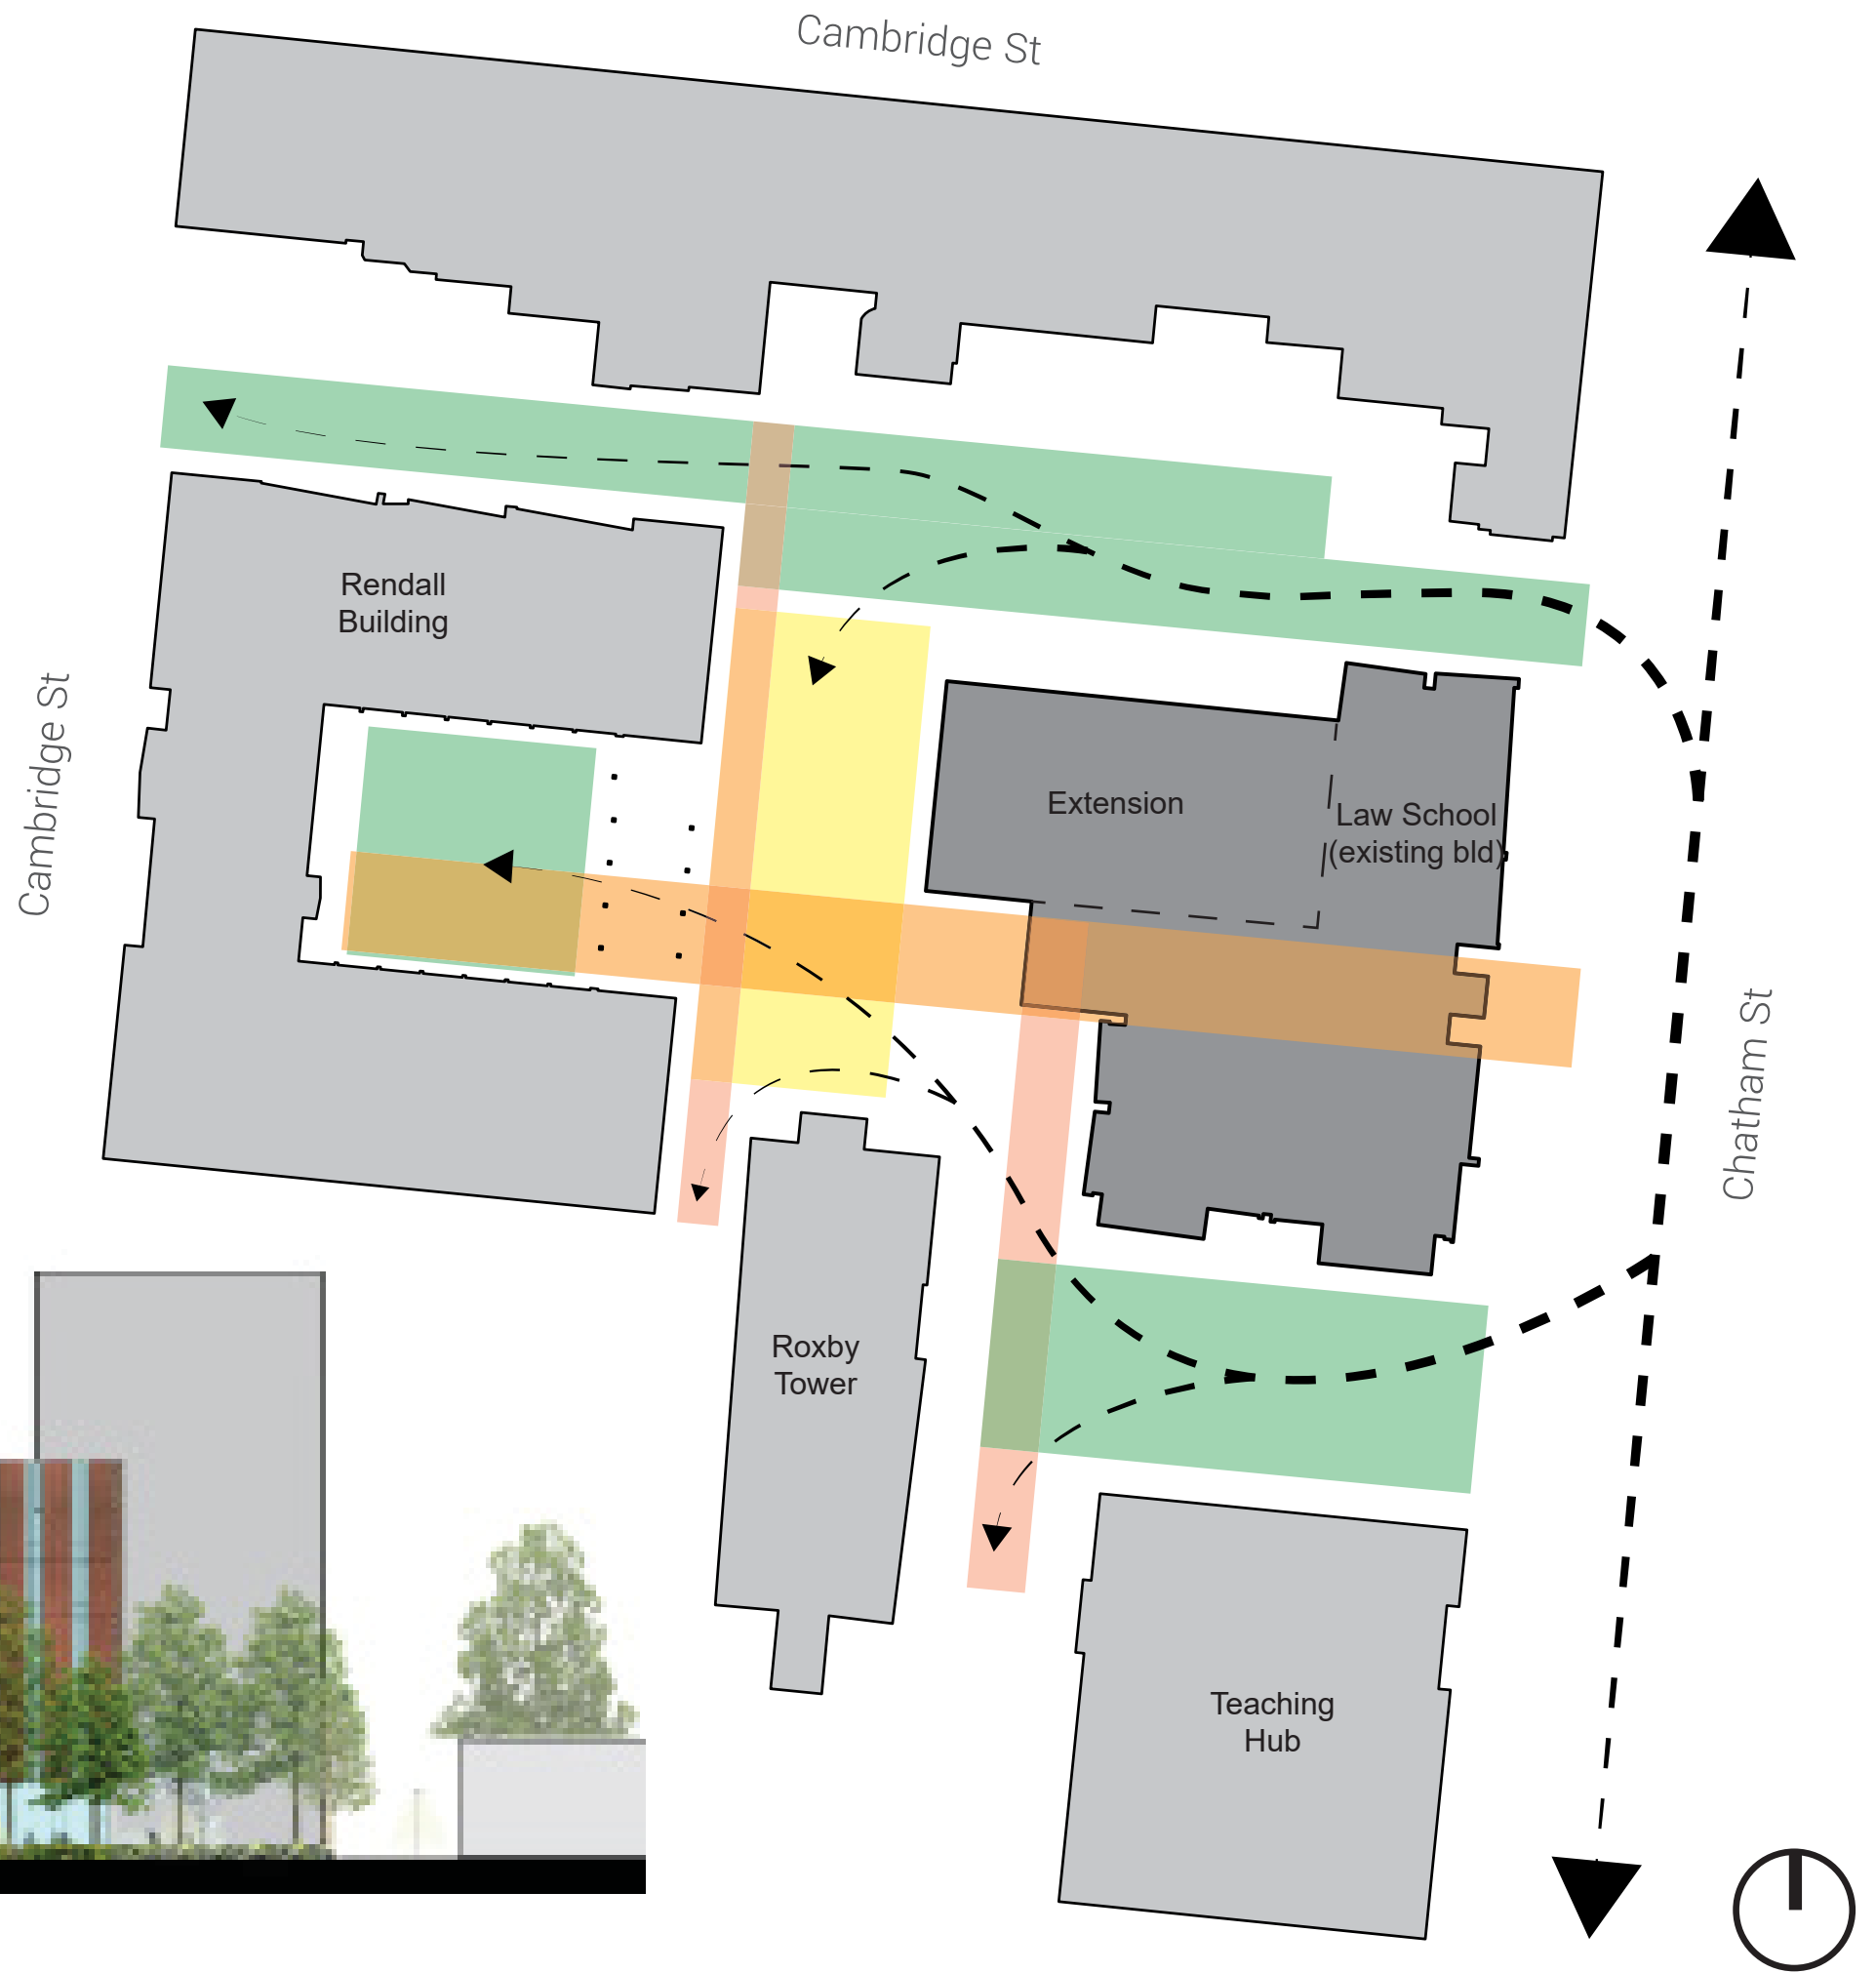 Cambridge St
Rendall
Building
Cambridge St
Extension
Law School
(existing bld)
Chatham St
Roxby
Tower
Teaching
Hub